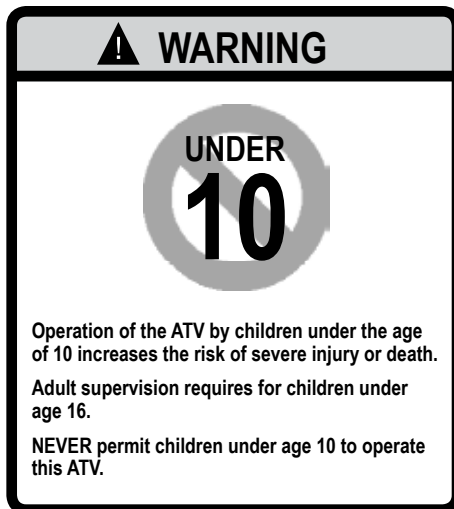 WARNING
UNDER
10
Operation of the ATV by children under the age
of 10 increases the risk of severe injury or death.
Adult supervision requires for children under
age 16.
NEVER permit children under age 10 to operate
this ATV.